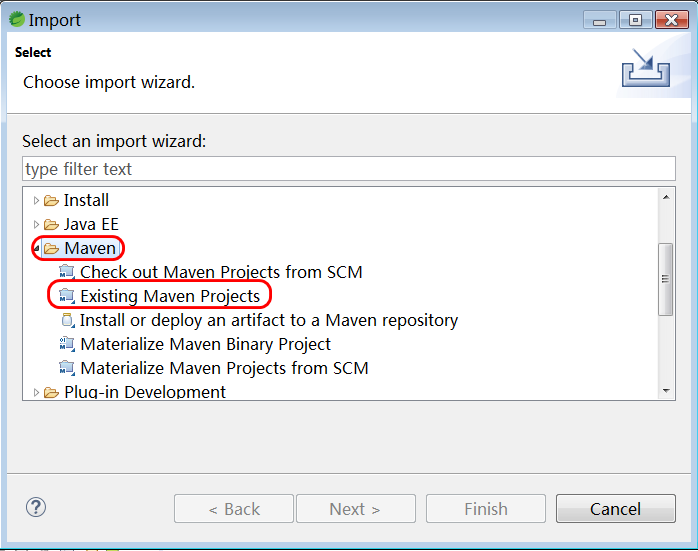 Import
Select
Choose import wizard.
Select an import wizard:
type filter text
Install
Java EE
Maven
Check out Maven Projects from SCM
Existing Maven Projects
Install or deploy an artifact to a Maven repository
Materialize Maven Binary Project
Materialize Maven Projects from SCM
Plug-in Development
?
< Back Next > Finish Cancel